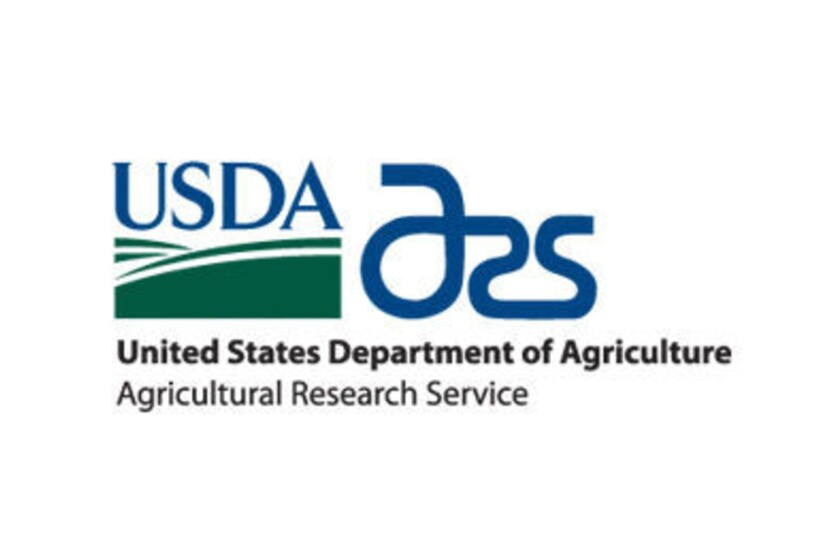 USDA ars
United States Department of Agriculture
Agricultural Research Service